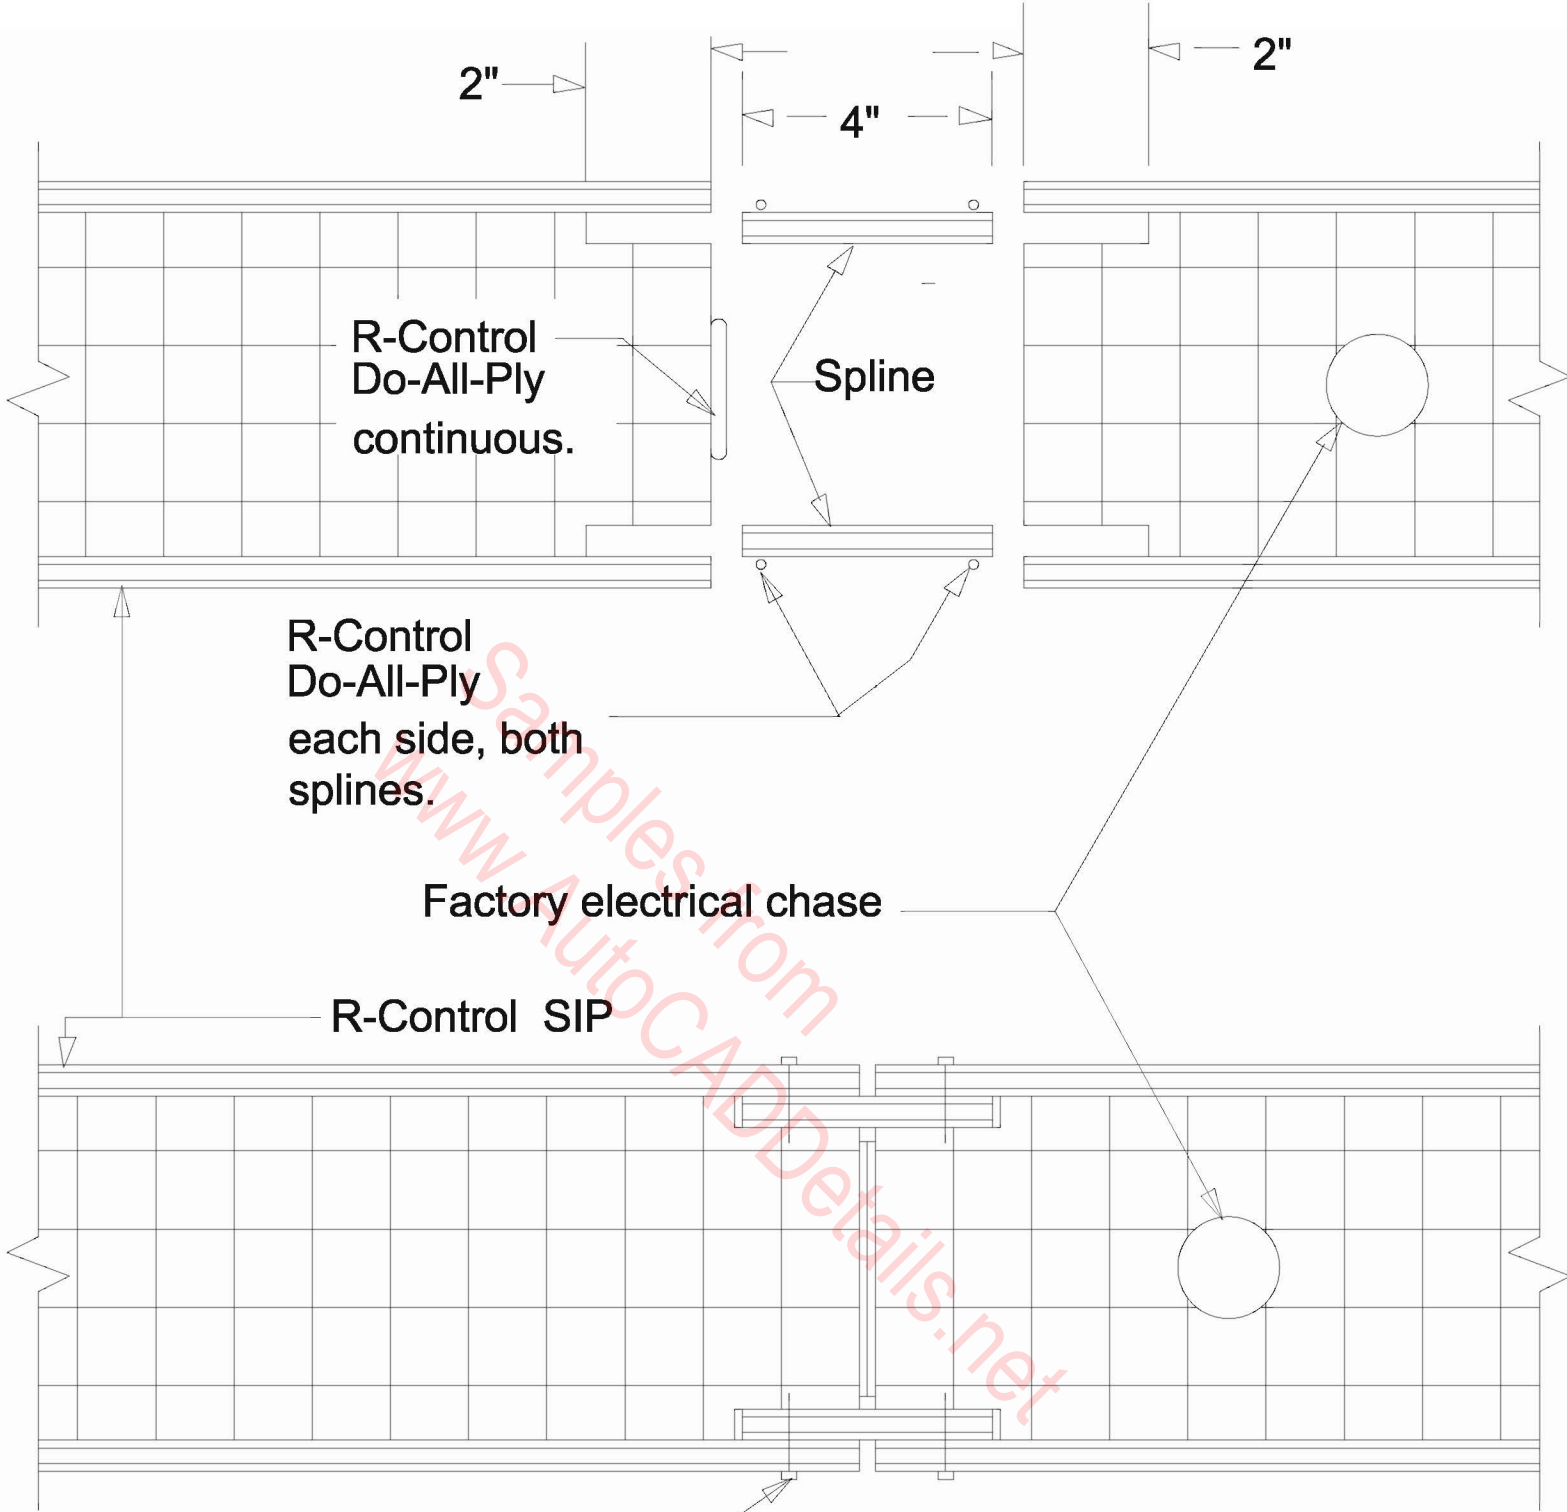 2"
2"
4"
R-Control
Do-All-Ply
continuous.
Spline
R-Control
Do-All-Ply
each side, both
splines.
Factory electrical chase
R-Control SIP
Samples from
www.AutoCADDetails.net